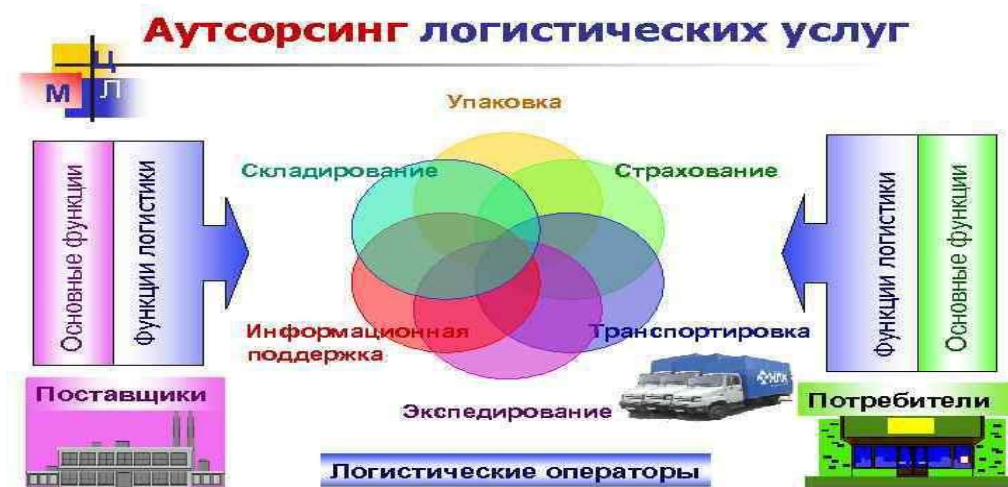 Аутсорсинг логистических услуг
Ц
М Л
Упаковка
Складирование
Страхование
Основные функции
Функции логистики
Функции логистики
Основные функции
Информационная
поддержка
Транспортировка
Поставщики
Экспедирование
Потребители
Логистические операторы